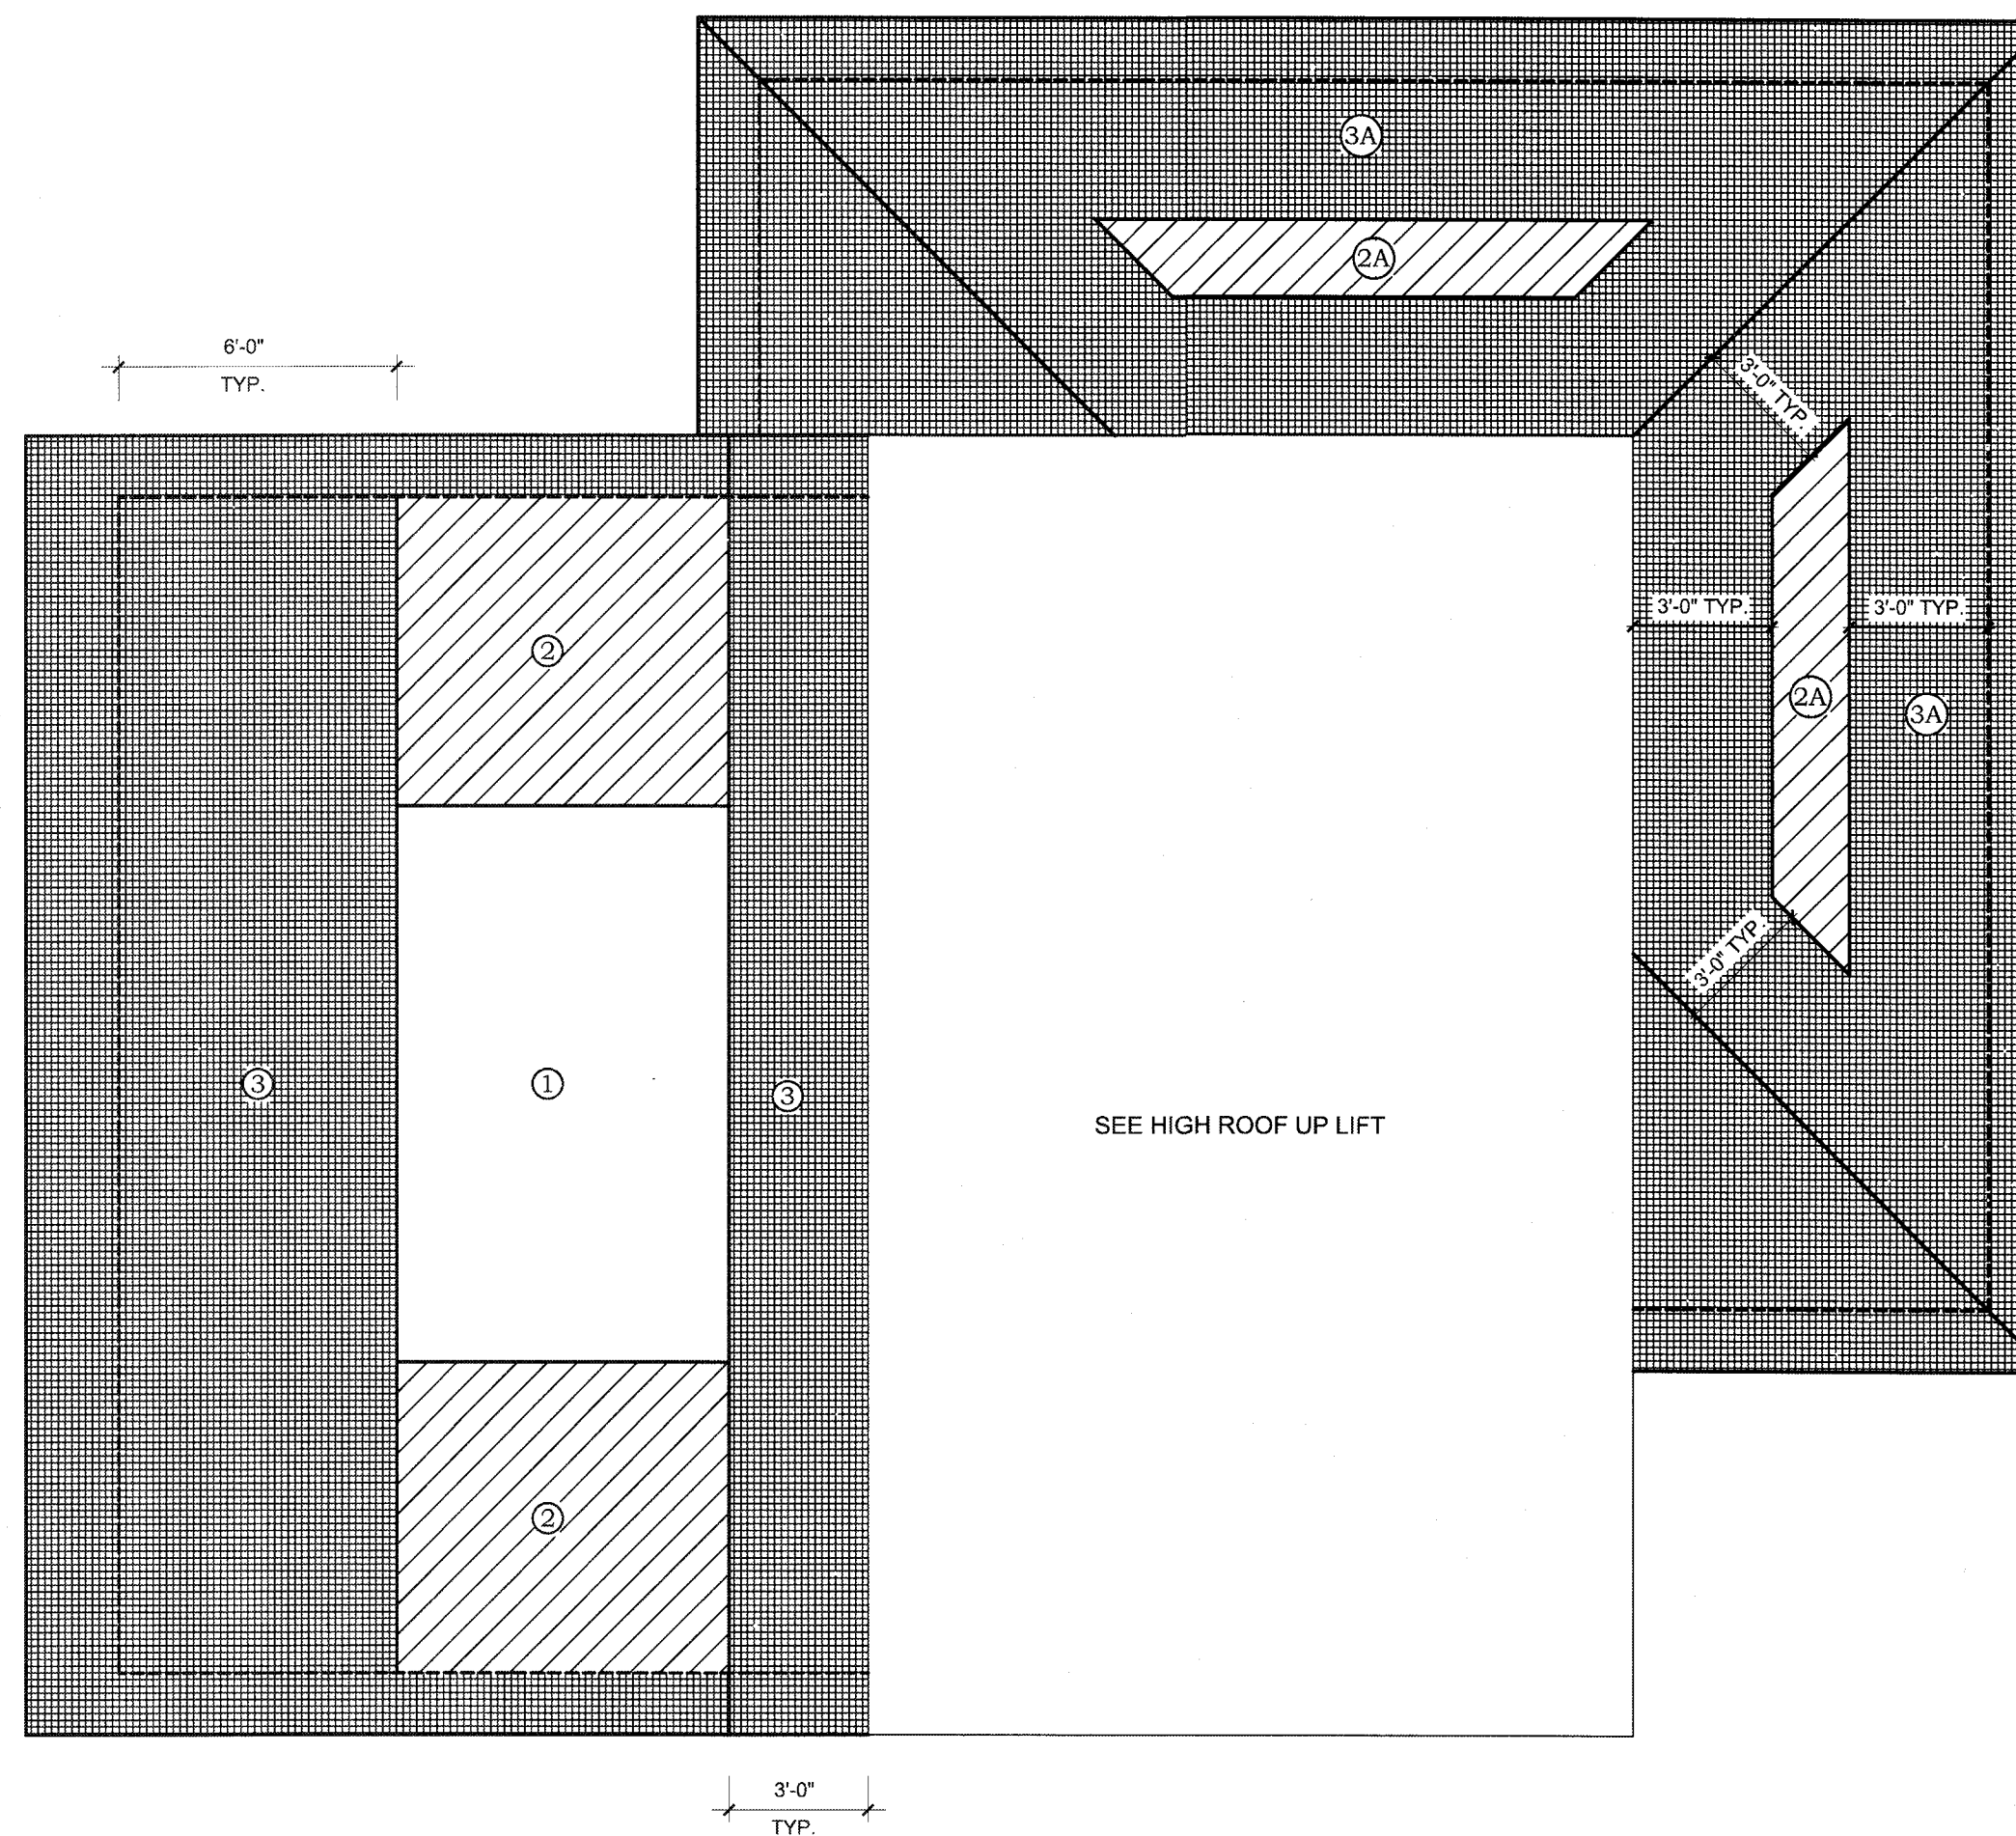 3A
2A
6'-0"
TYP.
3'-0" TYP.
3'-0" TYP.
3'-0" TYP.
2
2A
3A
3'-0" TYP.
3
1
3
SEE HIGH ROOF UP LIFT
2
3'-0"
TYP.